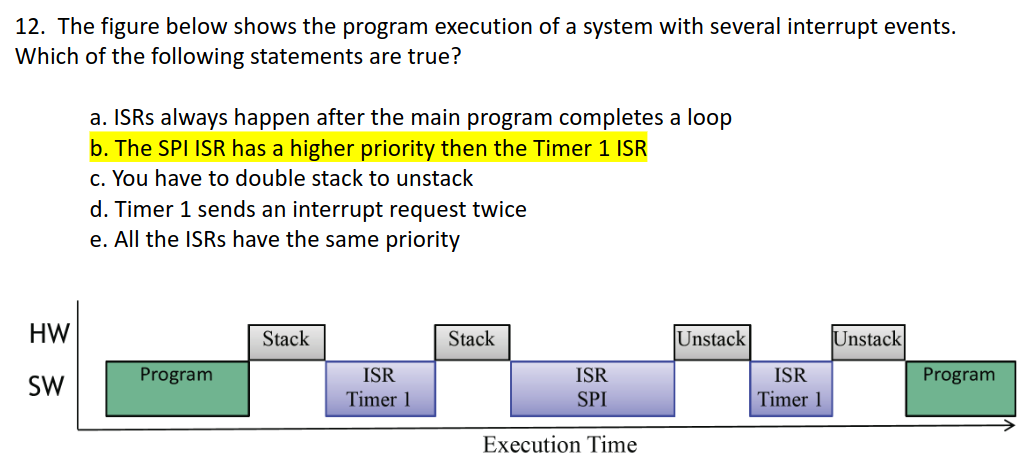 12. The figure below shows the program execution of a system with several interrupt events.
Which of the following statements are true?
a. ISRs always happen after the main program completes a loop
b. The SPI ISR has a higher priority then the Timer 1 ISR
c. You have to double stack to unstack
d. Timer 1 sends an interrupt request twice
e. All the ISRs have the same priority
HW
Stack
Stack
Unstack
Unstack
SW
Program
ISR
Timer 1
ISR
SPI
ISR
Timer 1
Program
Execution Time